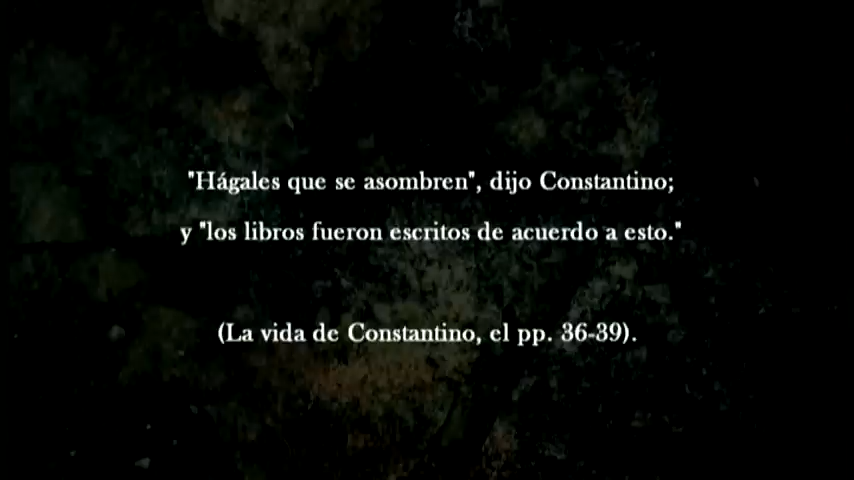 "Hágales que se asombren", dijo Constantino;
y "los libros fueron escritos de acuerdo a esto."
(La vida de Constantino, el pp. 36-39).